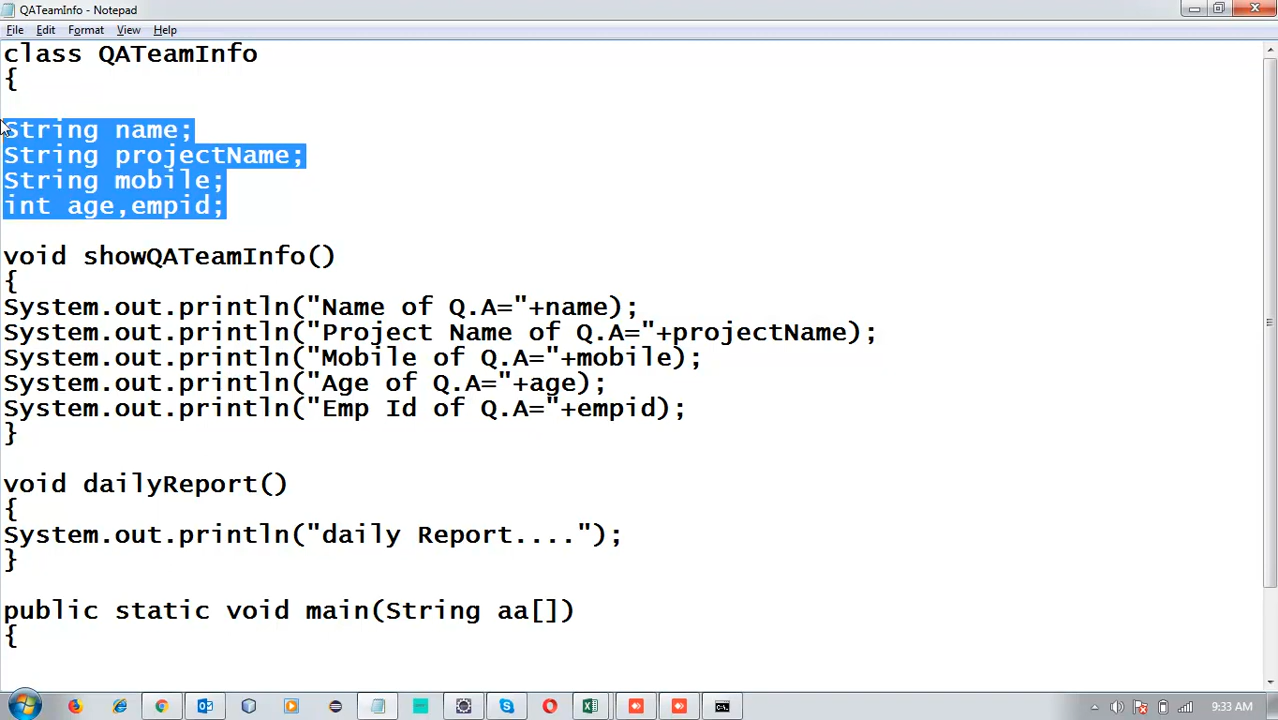 QATeamInfo - Notepad
File Edit Format View Help
class QATeamInfo
{
String name;
String projectName;
String mobile;
int age,empid;
void showQATeamInfo()
{
System.out.println("Name of Q.A="+name);
System.out.println("Project Name of Q.A="+projectName);
System.out.println("Mobile of Q.A="+mobile);
System.out.println("Age of Q.A="+age);
System.out.println("Emp Id of Q.A="+empid);
}
void dailyReport()
{
System.out.println("daily Report....");
}
public static void main(String aa[])
{
9:33 AM